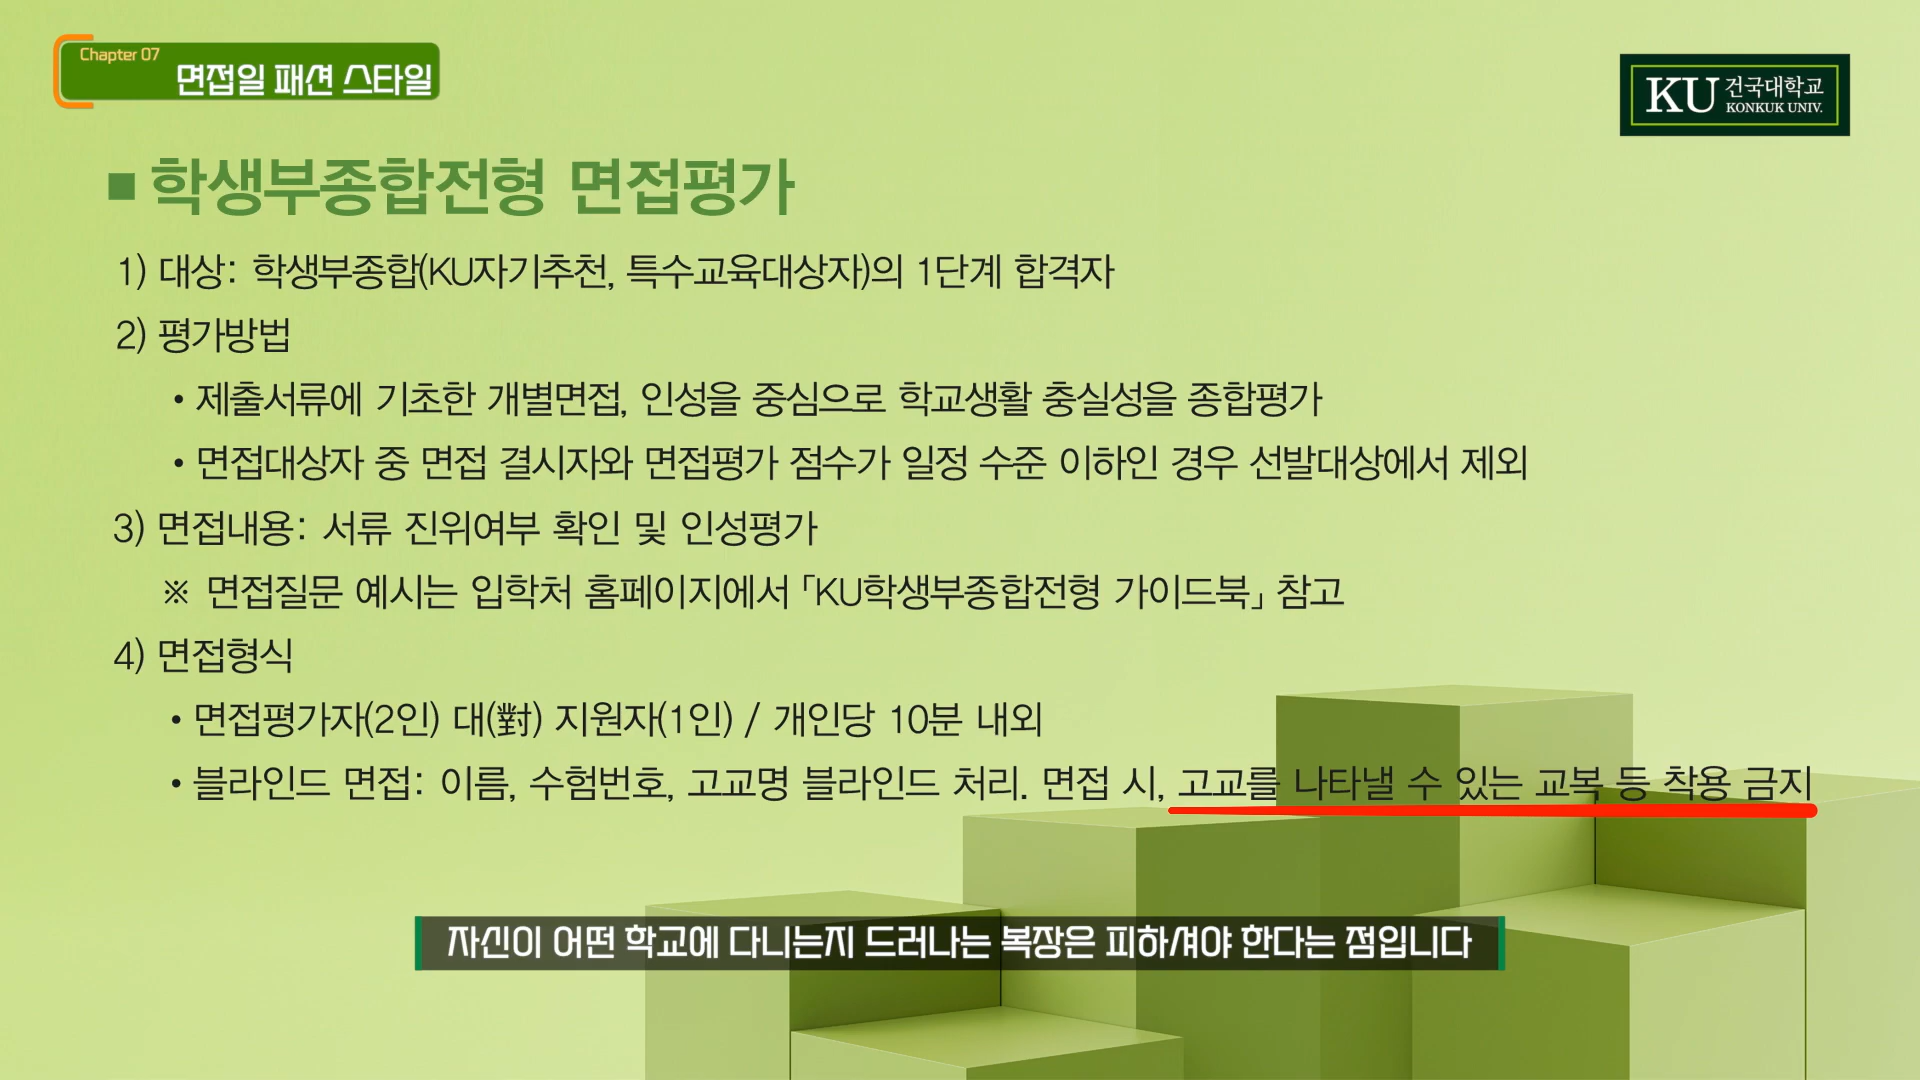 Chapter 07
면접일 패션 스타일
KU 건국대학교
KONKUK UNIV.
■ 학생부종합전형 면접평가
1) 대상: 학생부종합(KU자기추천, 특수교육대상자)의 1단계 합격자
2) 평가방법
• 제출서류에 기초한 개별면접, 인성을 중심으로 학교생활 충실성을 종합평가
• 면접대상자 중 면접 결시자와 면접평가 점수가 일정 수준 이하인 경우 선발대상에서 제외
3) 면접내용: 서류 진위여부 확인 및 인성평가
※ 면접질문 예시는 입학처 홈페이지에서 「KU학생부종합전형 가이드북」 참고
4) 면접형식
• 면접평가자(2인) 대(對) 지원자(1인) / 개인당 10분 내외
• 블라인드 면접: 이름, 수험번호, 고교명 블라인드 처리. 면접 시, 고교를 나타낼 수 있는 교복 등 착용 금지
자신이 어떤 학교에 다니는지 드러나는 복장은 피하셔야 한다는 점입니다